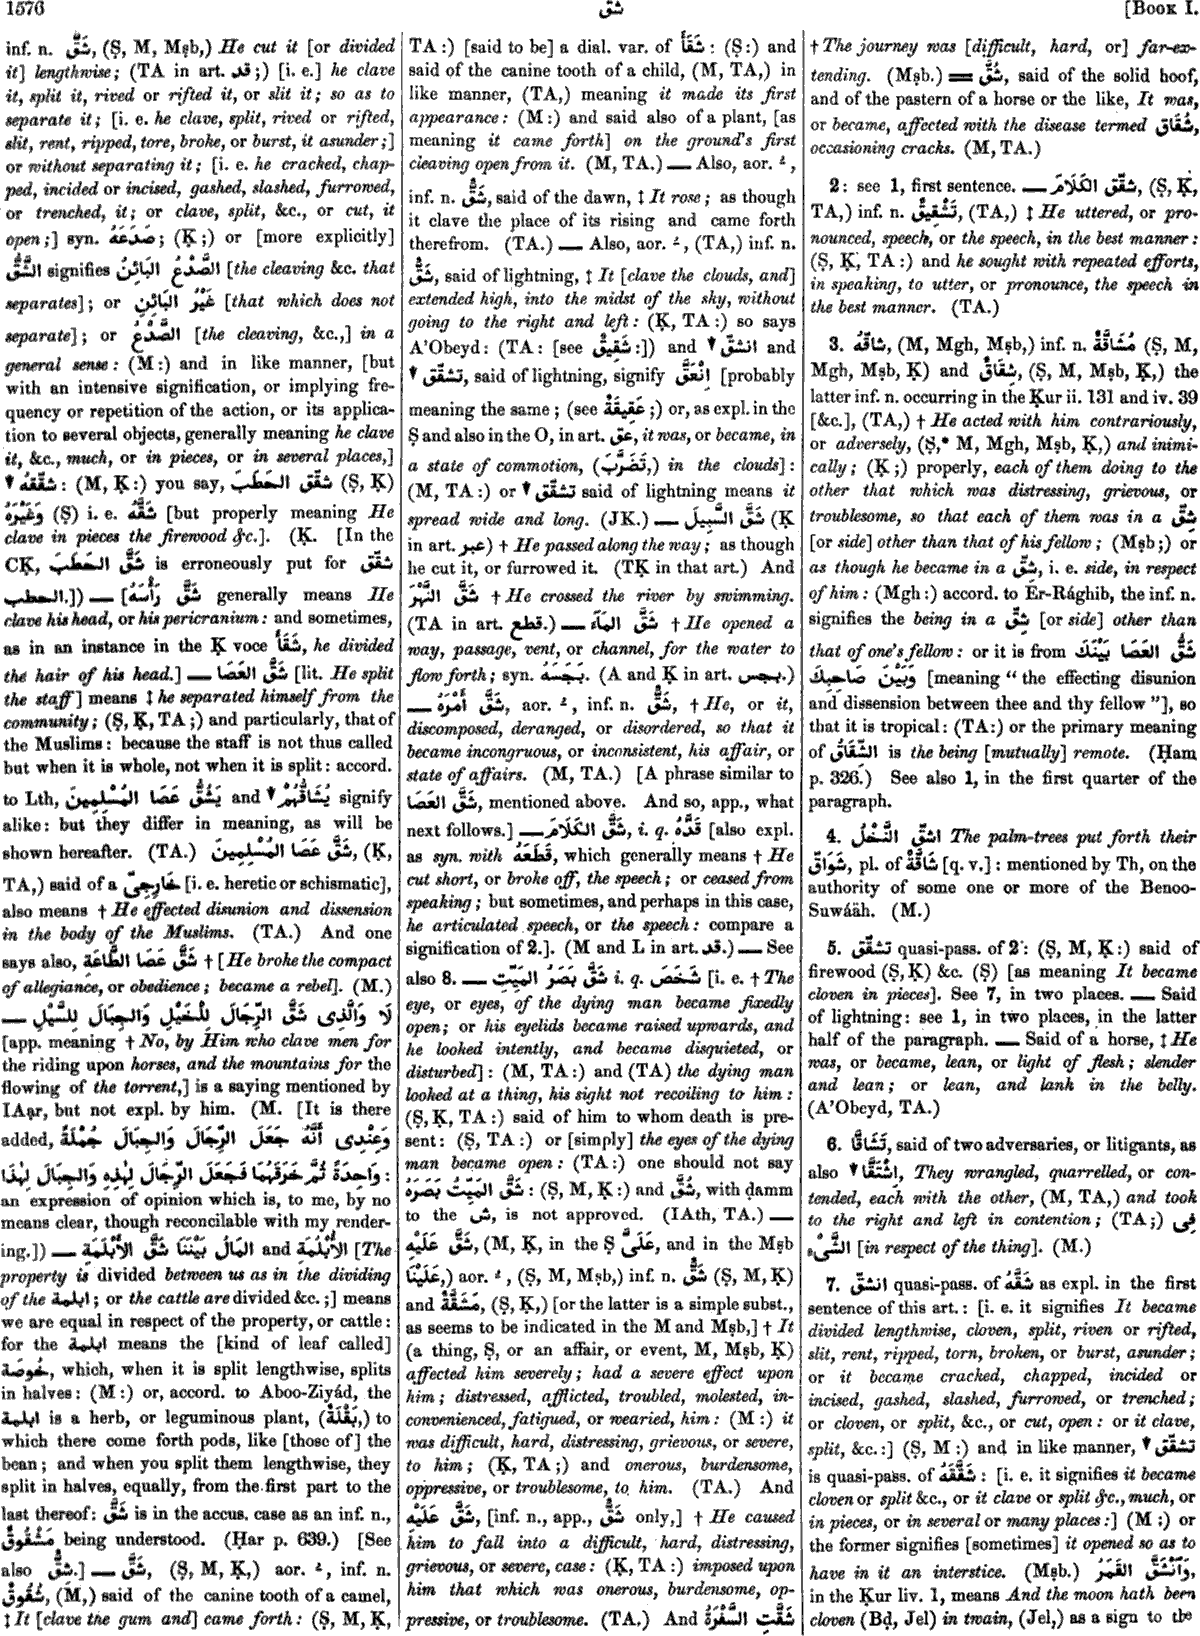 1576
شق
[BOOK I.
inf. n. شَقٌّ, (Ṣ, M, Mṣb,) He cut it [or divided
it] lengthwise; (TA in art. قد;) [i. e.] he clave
it, split it, rived or rifted it, or slit it; so as to
separate it; [i. e. he clave, split, rived or rifted,
slit, rent, ripped, tore, broke, or burst, it asunder;]
or without separating it; [i. e. he cracked, chap-
ped, incided or incised, gashed, slashed, furrowed,
or trenched, it; or clave, split, &c., or cut, it
open;] syn. صَدَعَهُ; (Ḳ;) or [more explicitly]
الشَّقُّ signifies الصَّدْعُ البَائِنُ [the cleaving &c. that
separates]; or غَيْرُ البَائِنِ [that which does not
separate]; or الصَّدْعُ [the cleaving, &c.,] in a
general sense: (M:) and in like manner, [but
with an intensive signification, or implying fre-
quency or repetition of the action, or its applica-
tion to several objects, generally meaning he clave
it, &c., much, or in pieces, or in several places,]
▾ شقّقهُ: (M, Ḳ:) you say, شقّق الحَطَبَ (Ṣ, Ḳ)
وَغَيْرَهُ (Ṣ) i. e. شَقَّهُ [but properly meaning He
clave in pieces the firewood &c.]. (Ḳ. [In the
CḲ, شَقَّ الحَطَبَ is erroneously put for شقّق
الحطب.]) ― [شَقَّ رَأْسَهُ generally means He
clave his head, or his pericranium: and sometimes,
as in an instance in the Ḳ voce شَقَأَ, he divided
the hair of his head.] ― شَقَّ العَصَا [lit. He split
the staff] means ‡ he separated himself from the
community; (Ṣ, Ḳ, TA;) and particularly, that of
the Muslims: because the staff is not thus called
but when it is whole, not when it is split: accord.
to Lth, يَشُقُّ عَصَا المُسْلِمِينَ and ▾ يُشَاقُّهُمْ signify
alike: but they differ in meaning, as will be
shown hereafter. (TA.) شَقَّ عَصَا المُسْلِمِينَ, (Ḳ,
TA,) said of a خَارِجِىّ [i. e. heretic or schismatic],
also means † He effected disunion and dissension
in the body of the Muslims. (TA.) And one
says also, شَقَّ عَصَا الطَّاعَةِ † [He broke the compact
of allegiance, or obedience; became a rebel]. (M.)
― لَا وَالَّذِى شَقَّ الرِّجَالَ لِلْخَيْلِ وَالجِبَالَ لِلسَّيْلِ
[app. meaning † No, by Him who clave men for
the riding upon horses, and the mountains for the
flowing of the torrent,] is a saying mentioned by
IAạr, but not expl. by him. (M. [It is there
added, وَعِنْدِى أَنَّهُ جَعَلَ الرِّجَالَ وَالجِبَالَ جُمْلَةً
وَاحِدَةً ثُمَّ خَرَقَهُمَا فَجَعَلَ الرِّجَالَ لِهٰذِهِ وَالجِبَالَ لِهٰذَا:
an expression of opinion which is, to me, by no
means clear, though reconcilable with my render-
ing.]) ― المَالُ بَيْنَنَا شَقَّ الأَبْلَمَةِ and الأُبْلُمَةِ [The
property is divided between us as in the dividing
of the ابلمة; or the cattle are divided &c.;] means
we are equal in respect of the property, or cattle:
for the ابلمة means the [kind of leaf called]
خُوصَة, which, when it is split lengthwise, splits
in halves: (M:) or, accord. to Aboo-Ziyád, the
ابلمة is a herb, or leguminous plant, (بَقْلَةٌ,) to
which there come forth pods, like [those of] the
bean; and when you split them lengthwise, they
split in halves, equally, from the first part to the
last thereof: شَقَّ is in the accus. case as an inf. n.,
مَشْقُوقٌ being understood. (Ḥar p. 639.) [See
also شِقٌّ.] ― شَقَّ, (Ṣ, M, Ḳ,) aor. ـُ, inf. n.
شُقُوقٌ, (M,) said of the canine tooth of a camel,
‡ It [clave the gum and] came forth: (Ṣ, M, Ḳ,
TA:) [said to be] a dial. var. of شَقَأَ: (Ṣ:) and
said of the canine tooth of a child, (M, TA,) in
like manner, (TA,) meaning it made its first
appearance: (M:) and said also of a plant, [as
meaning it came forth] on the ground's first
cleaving open from it. (M, TA.) ― Also, aor. ـُ,
inf. n. شَقٌّ, said of the dawn, ‡ It rose; as though
it clave the place of its rising and came forth
therefrom. (TA.) ― Also, aor. ـُ, (TA,) inf. n.
شَقٌّ, said of lightning, ‡ It [clave the clouds, and]
extended high, into the midst of the sky, without
going to the right and left: (Ḳ, TA:) so says
A'Obeyd: (TA: [see شَقِيقٌ:]) and ▾ انشقّ and
▾ تشقّق, said of lightning, signify اِنْعَقَّ [probably
meaning the same; (see عَقِيقَةٌ;) or, as expl. in the
Ṣ and also in the O, in art. عق, it was, or became, in
a state of commotion, (تَضَرَّبَ,) in the clouds]:
(M, TA:) or ▾ تشقّق said of lightning means it
spread wide and long. (JK.) ― شَقَّ السَّبِيلَ (Ḳ
in art. عبر) † He passed along the way; as though
he cut it, or furrowed it. (TḲ in that art.) And
شَقَّ النَّهْرَ † He crossed the river by swimming.
(TA in art. قطع.) ― شَقَّ المَآءَ † He opened a
way, passage, vent, or channel, for the water to
flow forth; syn. بَجَسَهُ. (A and Ḳ in art. بجس.)
― شَقَّ أَمْرَهُ, aor. ـُ, inf. n. شَقٌّ, † He, or it,
discomposed, deranged, or disordered, so that it
became incongruous, or inconsistent, his affair, or
state of affairs. (M, TA.) [A phrase similar to
شَقَّ العَصَا, mentioned above. And so, app., what
next follows.] ― شَقَّ الكَلَامَ, i. q. قَدَّهُ [also expl.
as syn. with قَطَعَهُ, which generally means † He
cut short, or broke off, the speech; or ceased from
speaking; but sometimes, and perhaps in this case,
he articulated speech, or the speech: compare a
signification of 2.]. (M and L in art. قد.) ― See
also 8. ― شَقَّ بَصَرُ المَيِّتِ i. q. شَخَصَ [i. e. † The
eye, or eyes, of the dying man became fixedly
open; or his eyelids became raised upwards, and
he looked intently, and became disquieted, or
disturbed]: (M, TA:) and (TA) the dying man
looked at a thing, his sight not recoiling to him:
(Ṣ, Ḳ, TA:) said of him to whom death is pre-
sent: (Ṣ, TA:) or [simply] the eyes of the dying
man became open: (TA:) one should not say
شَقَّ المَيِّتُ بَصَرَهُ: (Ṣ, M, Ḳ:) and شُقَّ, with ḍamm
to the ش, is not approved. (IAth, TA.) ―
شَقَّ عَلَيْهِ, (M, Ḳ, in the Ṣ عَلَىَّ, and in the Mṣb
عَلَيْنَا,) aor. ـُ, (Ṣ, M, Mṣb,) inf. n. شَقٌّ (Ṣ, M, Ḳ)
and مَشَقَّةٌ, (Ṣ, Ḳ,) [or the latter is a simple subst.,
as seems to be indicated in the M and Mṣb,] † It
(a thing, Ṣ, or an affair, or event, M, Mṣb, Ḳ)
affected him severely; had a severe effect upon
him; distressed, afflicted, troubled, molested, in-
convenienced, fatigued, or wearied, him: (M:) it
was difficult, hard, distressing, grievous, or severe,
to him; (Ḳ, TA;) and onerous, burdensome,
oppressive, or troublesome, to him. (TA.) And
شَقَّ عَلَيْهِ, [inf. n., app., شَقٌّ only,] † He caused
him to fall into a difficult, hard, distressing,
grievous, or severe, case: (Ḳ, TA:) imposed upon
him that which was onerous, burdensome, op-
pressive, or troublesome. (TA.) And شَقَّتِ السَّفْرَةُ
† The journey was [difficult, hard, or] far-ex-
tending. (Mṣb.) ═ شُقَّ, said of the solid hoof,
and of the pastern of a horse or the like, It was,
or became, affected with the disease termed شُقَاق,
occasioning cracks. (M, TA.)
2: see 1, first sentence. ― شقّق الكَلَامَ, (Ṣ, Ḳ,
TA,) inf. n. تَشْقِيقٌ, (TA,) ‡ He uttered, or pro-
nounced, speech, or the speech, in the best manner:
(Ṣ, Ḳ, TA:) and he sought with repeated efforts,
in speaking, to utter, or pronounce, the speech in
the best manner. (TA.)
3. شاقّهُ, (M, Mgh, Mṣb,) inf. n. مُشَاقَّةٌ (Ṣ, M,
Mgh, Mṣb, Ḳ) and شِقَاقٌ, (Ṣ, M, Mṣb, Ḳ,) the
latter inf. n. occurring in the Ḳur ii. 131 and iv. 39
[&c.], (TA,) † He acted with him contrariously,
or adversely, (Ṣ,* M, Mgh, Mṣb, Ḳ,) and inimi-
cally; (Ḳ;) properly, each of them doing to the
other that which was distressing, grievous, or
troublesome, so that each of them was in a شِقّ
[or side] other than that of his fellow; (Mṣb;) or
as though he became in a شِقّ, i. e. side, in respect
of him: (Mgh:) accord. to Er-Rághib, the inf. n.
signifies the being in a شِقّ [or side] other than
that of one's fellow: or it is from شَقُّ العَصَا بَيْنَكَ
وَبَيْنَ صَاحِبِكَ [meaning "the effecting disunion
and dissension between thee and thy fellow"], so
that it is tropical: (TA:) or the primary meaning
of الشِّقَاقُ is the being [mutually] remote. (Ḥam
p. 326.) See also 1, in the first quarter of the
paragraph.
4. اشقّ النَّخْلُ The palm-trees put forth their
شَوَاقّ, pl. of شَاقَّةٌ [q. v.]: mentioned by Th, on the
authority of some one or more of the Benoo-
Suwáäh. (M.)
5. تشقّق quasi-pass. of 2: (Ṣ, M, Ḳ:) said of
firewood (Ṣ, Ḳ) &c. (Ṣ) [as meaning It became
cloven in pieces]. See 7, in two places. ― Said
of lightning: see 1, in two places, in the latter
half of the paragraph. ― Said of a horse, ‡ He
was, or became, lean, or light of flesh; slender
and lean; or lean, and lank in the belly.
(A'Obeyd, TA.)
6. تَشَاقَّا, said of two adversaries, or litigants, as
also ▾ اِشْتَقَّا, They wrangled, quarrelled, or con-
tended, each with the other, (M, TA,) and took
to the right and left in contention; (TA;) فِى
الشَّىْءِ [in respect of the thing]. (M.)
7. انشقّ quasi-pass. of شَقَّهُ as expl. in the first
sentence of this art.: [i. e. it signifies It became
divided lengthwise, cloven, split, riven or rifted,
slit, rent, ripped, torn, broken, or burst, asunder;
or it became cracked, chapped, incided or
incised, gashed, slashed, furrowed, or trenched;
or cloven, or split, &c., or cut, open: or it clave,
split, &c.:] (Ṣ, M:) and in like manner, ▾ تشقّق
is quasi-pass. of شَقَّقَهُ: [i. e. it signifies it became
cloven or split &c., or it clave or split &c., much, or
in pieces, or in several or many places:] (M;) or
the former signifies [sometimes] it opened so as to
have in it an interstice. (Mṣb.) وَٱنْشَقَّ القَمَرُ,
in the Ḳur liv. 1, means And the moon hath been
cloven (Bḍ, Jel) in twain, (Jel,) as a sign to the